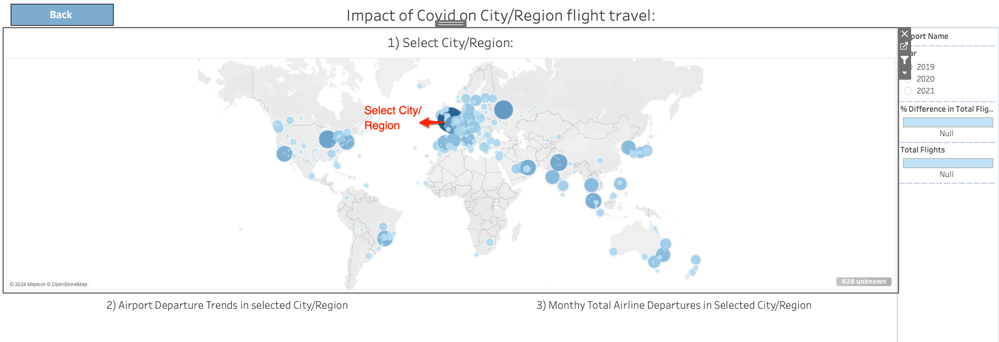 Back
Impact of Covid on City/Region flight travel:
1) Select City/Region:
Select City/
Region
© 2024 Mapbox © OpenStreetMap
628 unknown
2) Airport Departure Trends in selected City/Region
3) Monthy Total Airline Departures in Selected City/Region
port Name
ar
2019
2020
2021
% Difference in Total Flig..
Null
Total Flights
Null